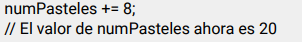 numPasteles += 8;
// El valor de numPasteles ahora es 20